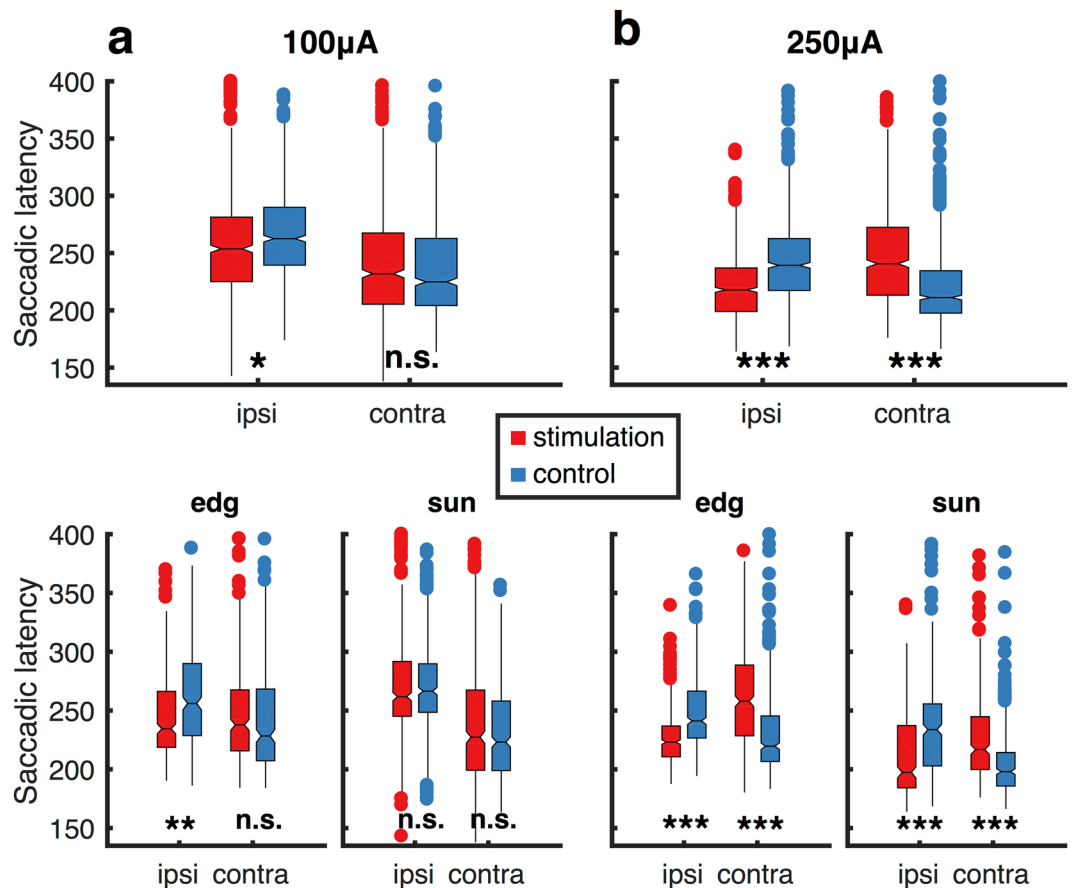 a
100µA
b
250µA
Saccadic latency
400
350
300
250
200
150
*
n.s.
***
***
ipsi
contra
ipsi
contra
stimulation
control
edg
sun
edg
sun
Saccadic latency
400
350
300
250
200
150
**
n.s.
n.s.
n.s.
***
***
***
***
ipsi contra
ipsi contra
ipsi contra
ipsi contra